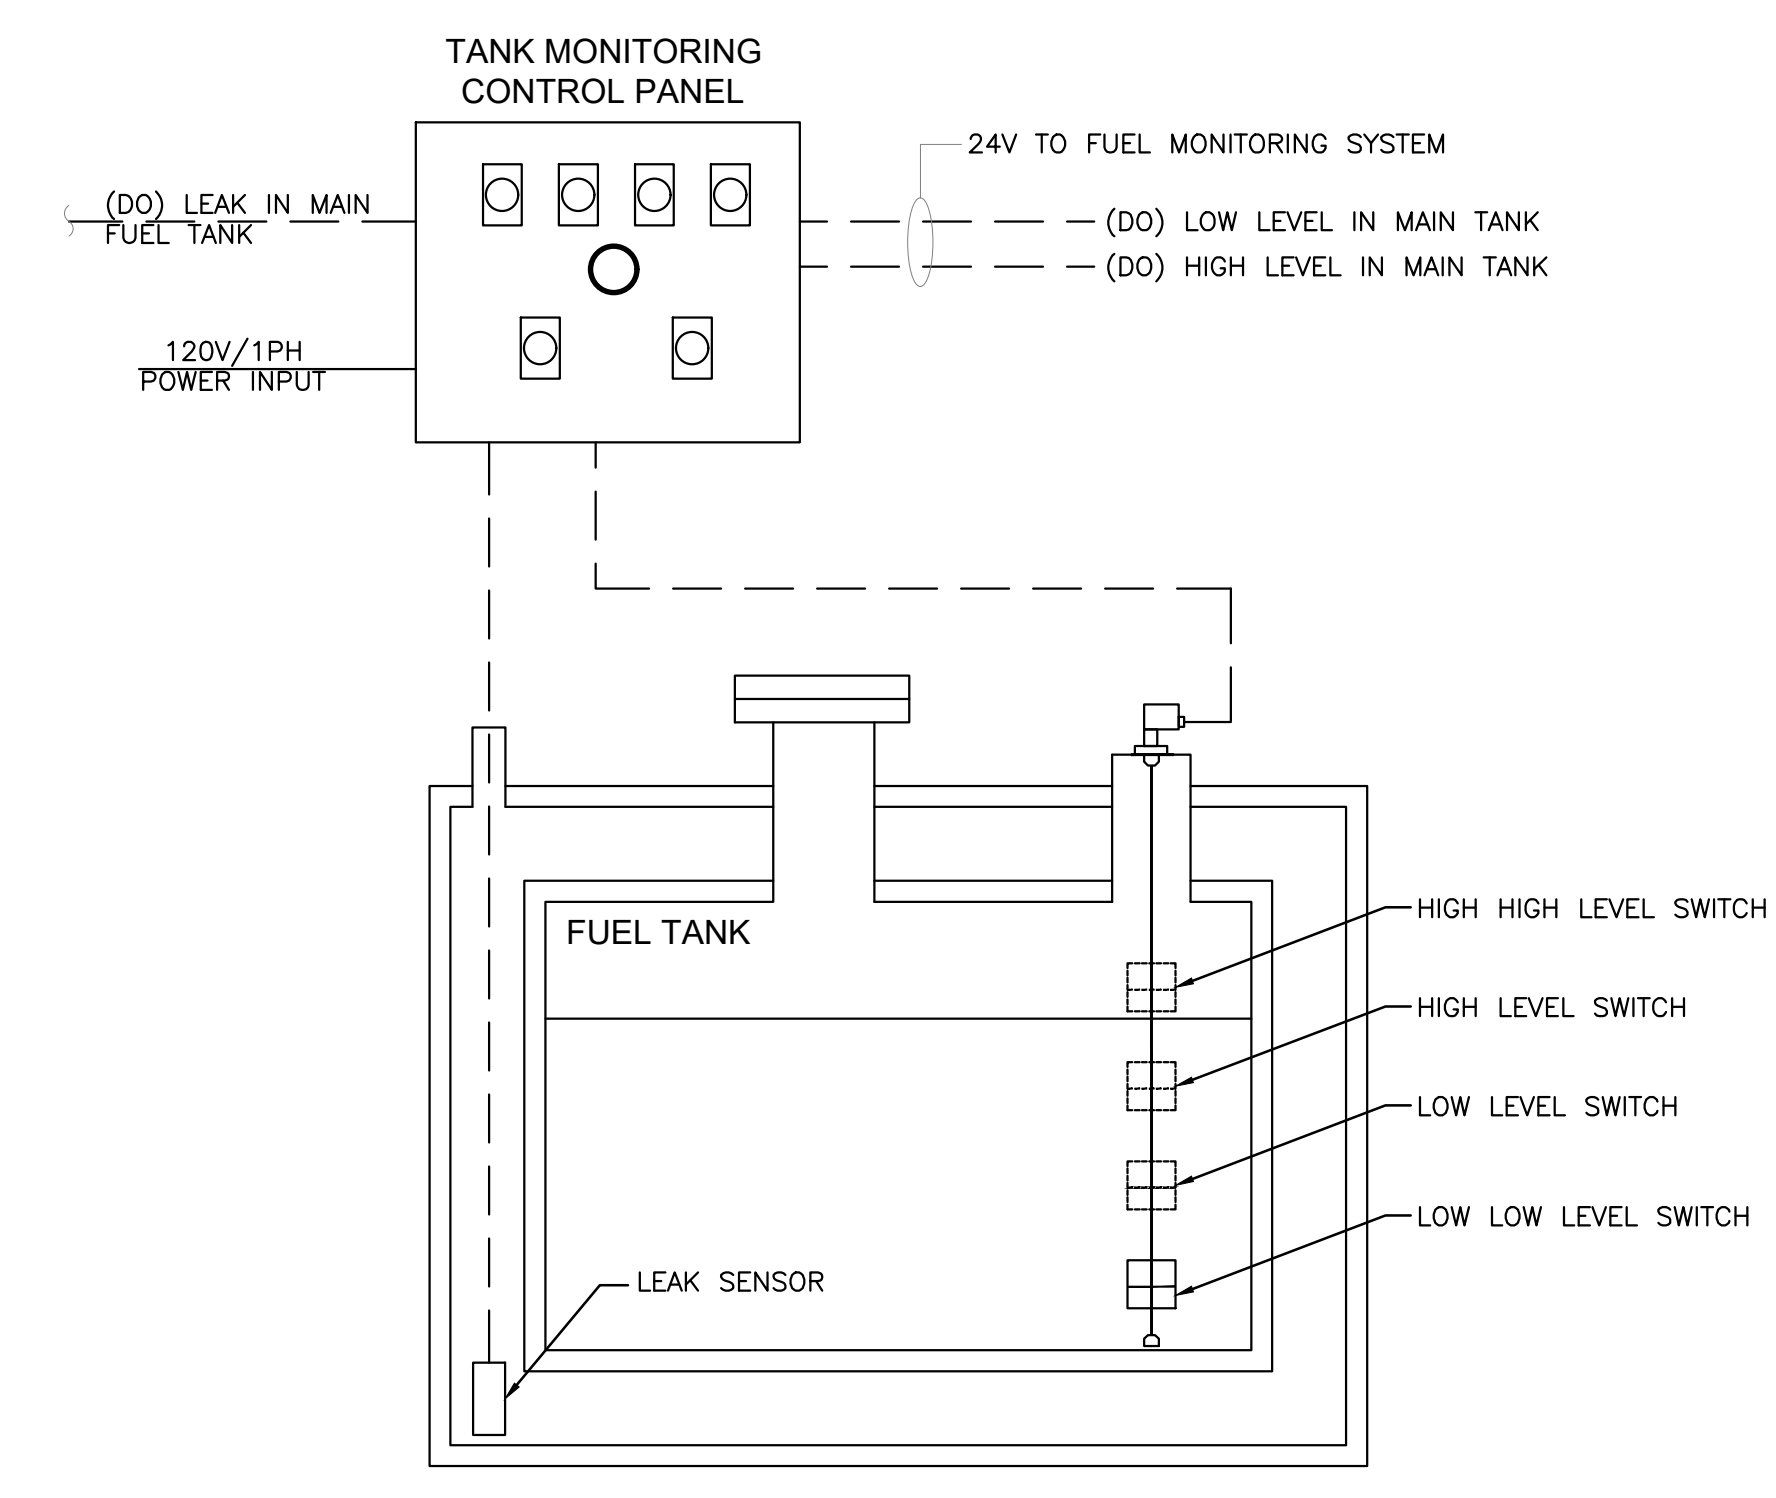 TANK MONITORING
CONTROL PANEL
24V TO FUEL MONITORING SYSTEM
(DO) LEAK IN MAIN
FUEL TANK
(DO) LOW LEVEL IN MAIN TANK
(DO) HIGH LEVEL IN MAIN TANK
120V/1PH
POWER INPUT
FUEL TANK
HIGH HIGH LEVEL SWITCH
HIGH LEVEL SWITCH
LOW LEVEL SWITCH
LOW LOW LEVEL SWITCH
LEAK SENSOR